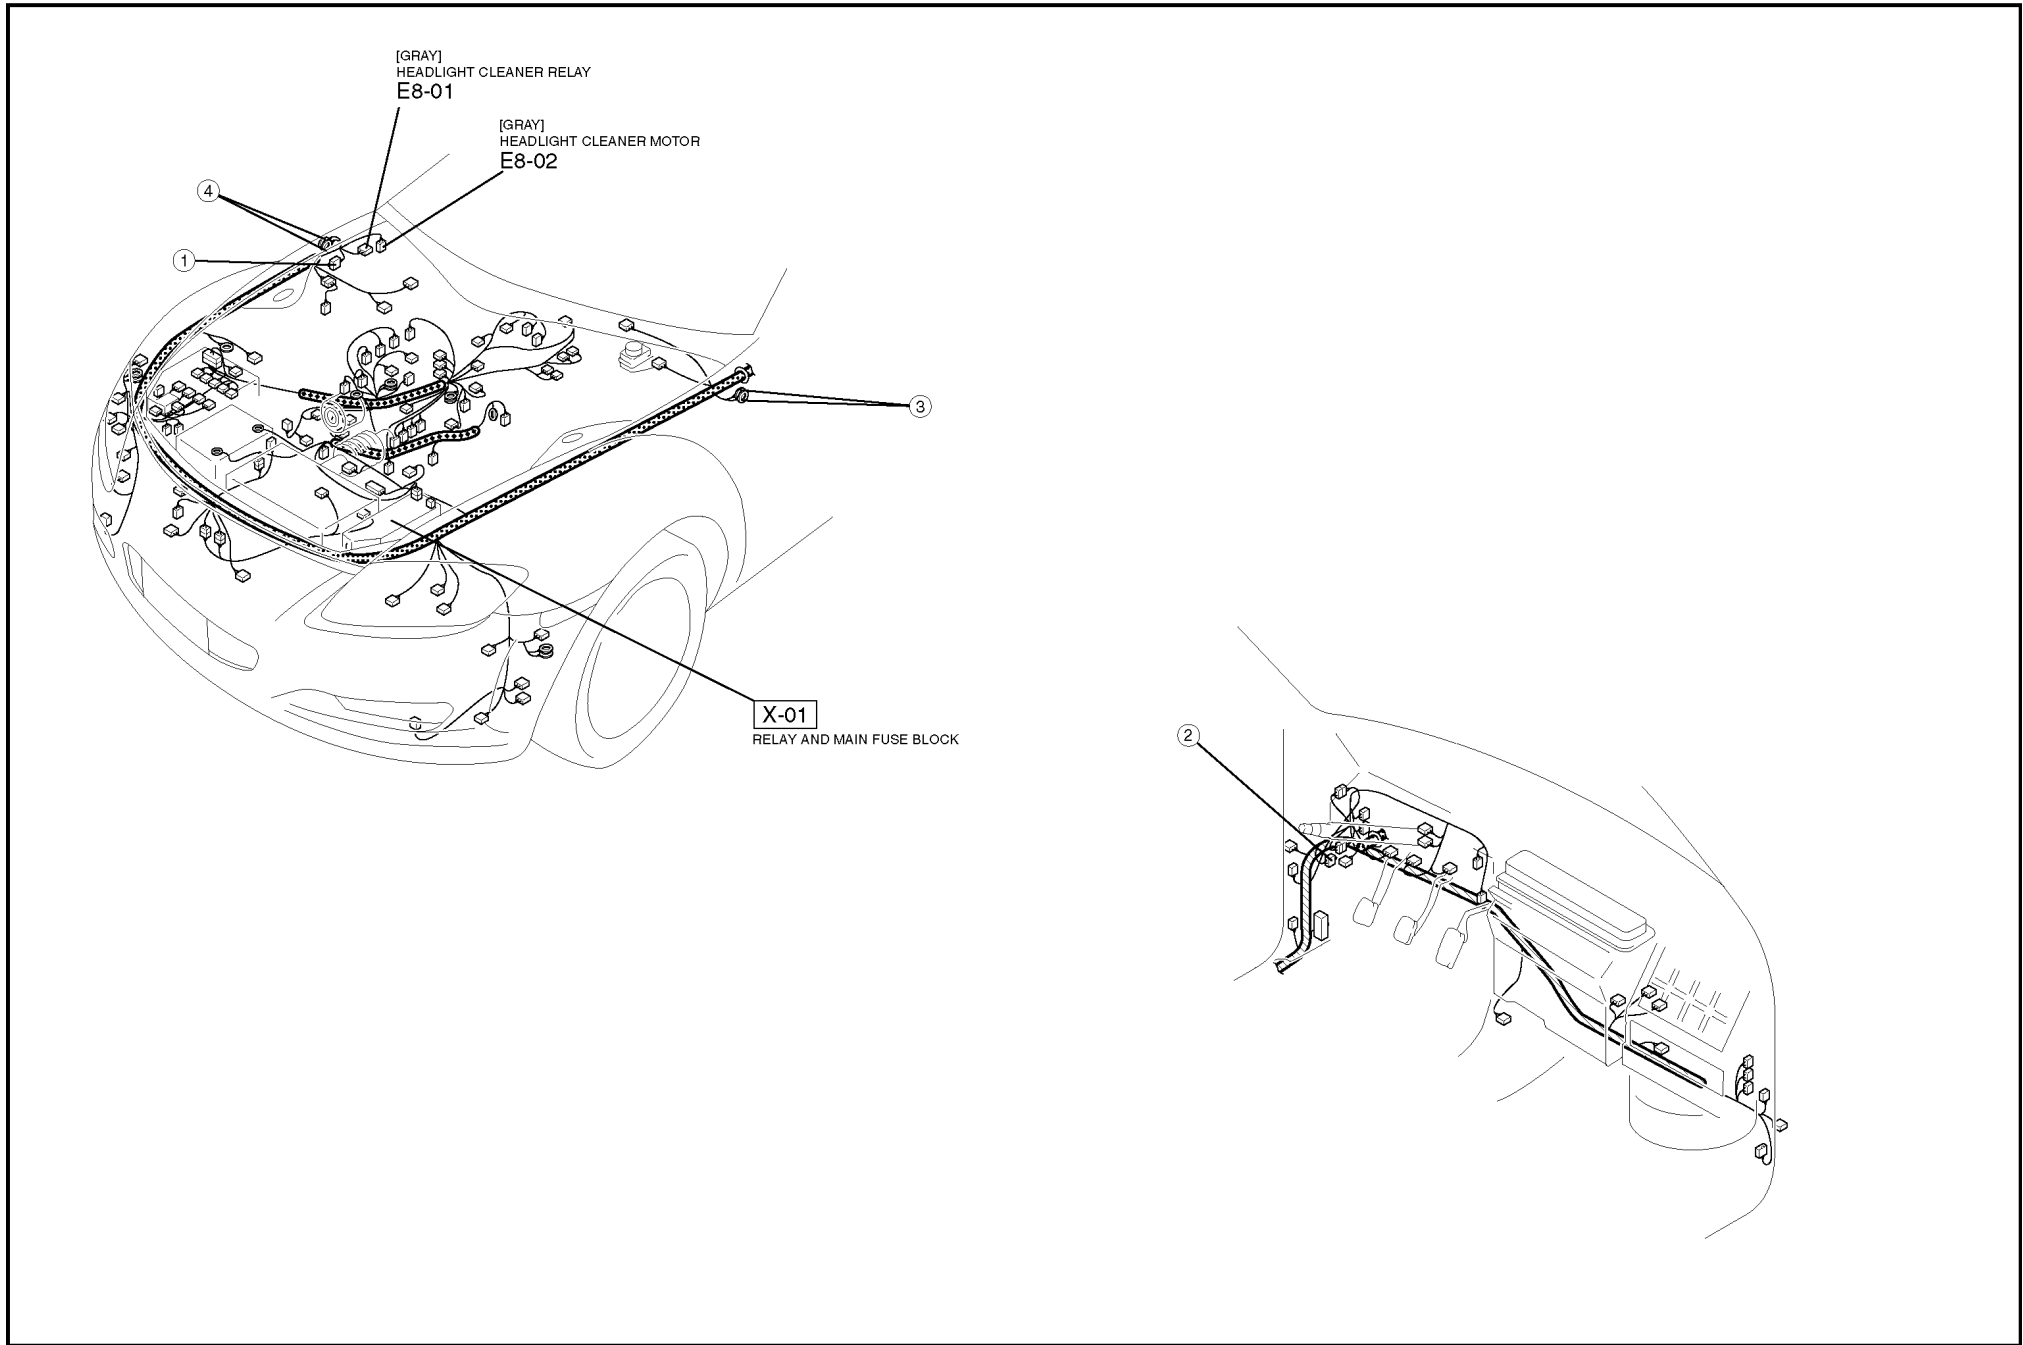 [GRAY]
HEADLIGHT CLEANER RELAY
E8-01
[GRAY]
HEADLIGHT CLEANER MOTOR
E8-02
4
1
3
X-01
RELAY AND MAIN FUSE BLOCK
2